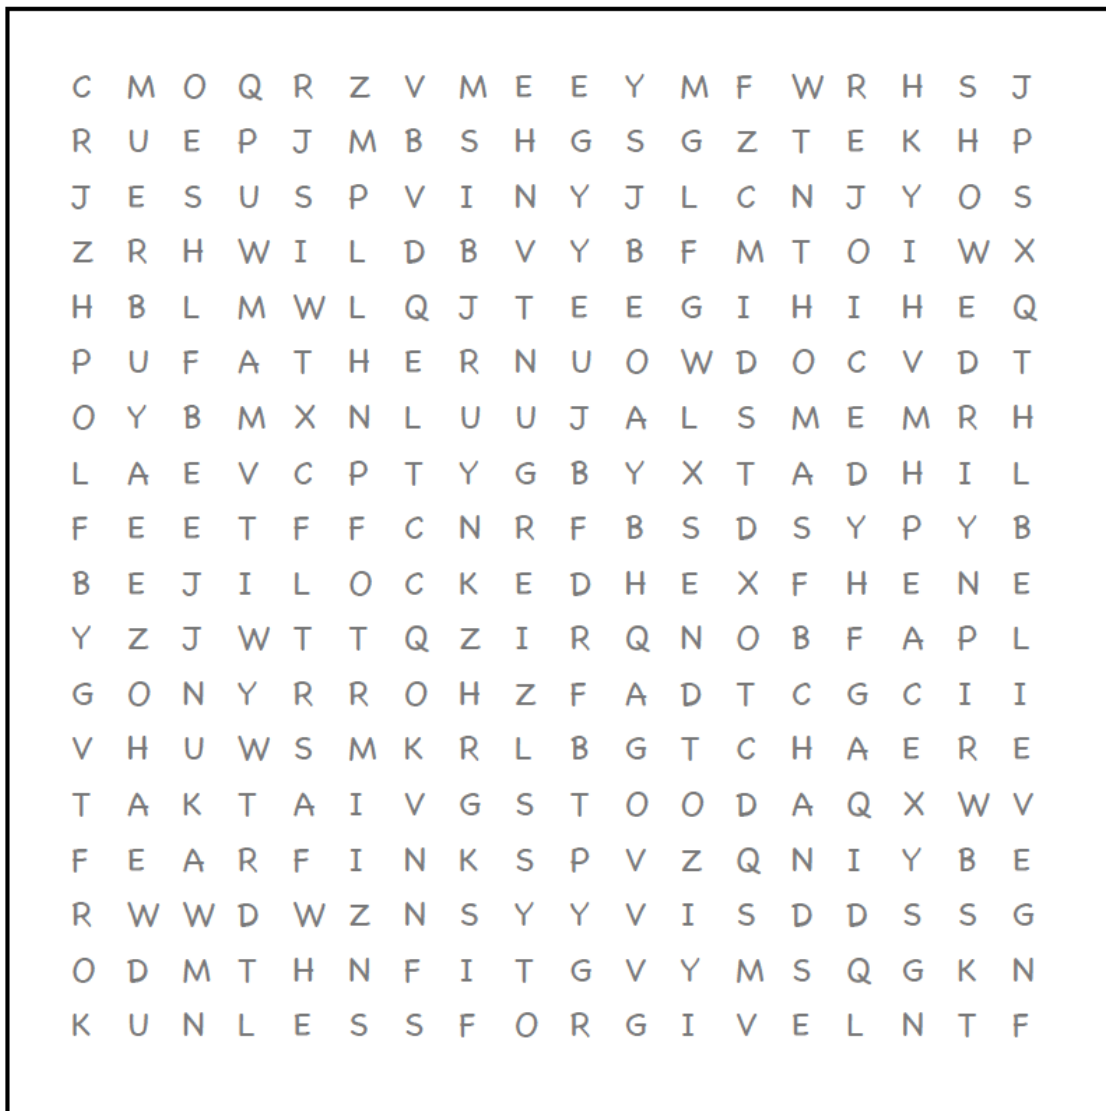 C M O Q R Z V M E E Y M F W R H S J
R U E P J M B S H G S G Z T E K H P
J E S U S P V I N Y J L C N J Y O S
Z R H W I L D B V Y B F M T O I W X
H B L M W L Q J T E E G I H I H E Q
P U F A T H E R N U O W D O C V D T
O Y B M X N L U U J A L S M E M R H
L A E V C P T Y G B Y X T A D H I L
F E E T F F C N R F B S D S Y P Y B
B E J I L O C K E D H E X F H E N E
Y Z J W T T Q Z I R Q N O B F A P L
G O N Y R R O H Z F A D T C G C I I
V H U W S M K R L B G T C H A E R E
T A K T A I V G S T O O D A Q X W V
F E A R F I N K S P V Z Q N I Y B E
R W W D W Z N S Y Y V I S D D S S G
O D M T H N F I T G V Y M S Q G K N
K U N L E S S F O R G I V E L N T F